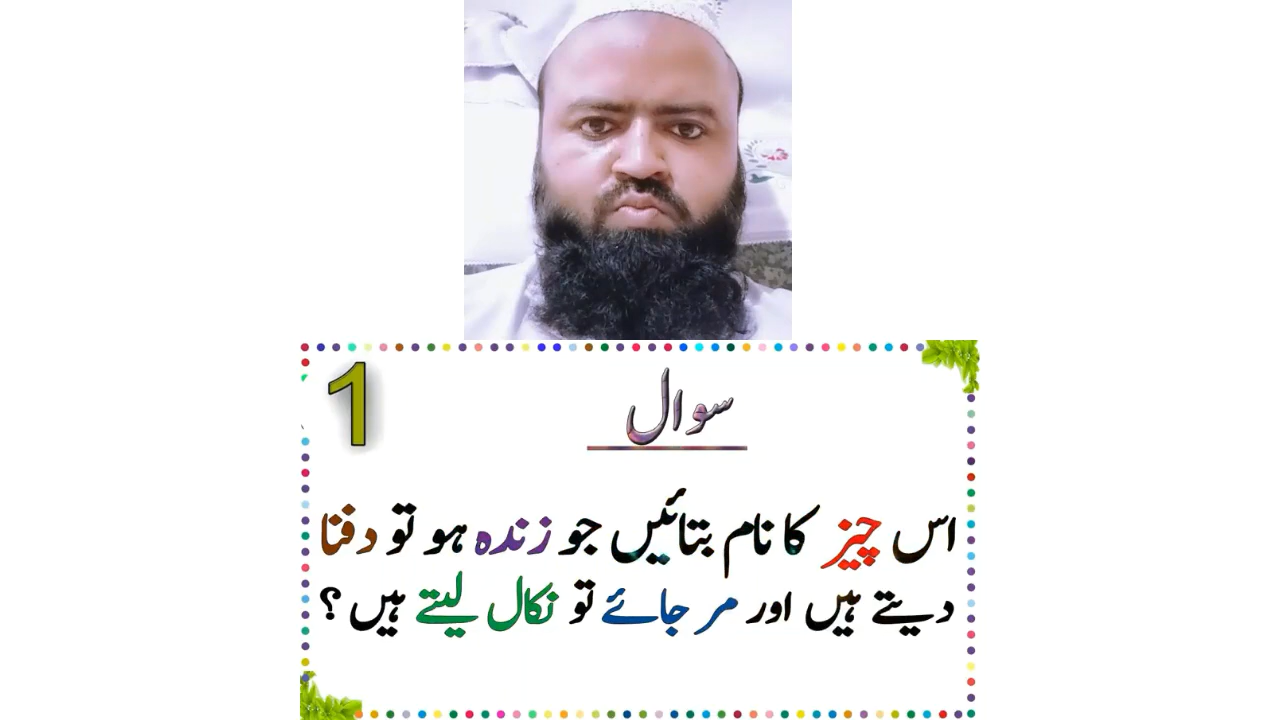 1
سوال
اس چیز کا نام بتائیں جو زندہ ہو تو دفنا
دیتے ہیں اور مر جائے تو نکال لیتے ہیں ؟